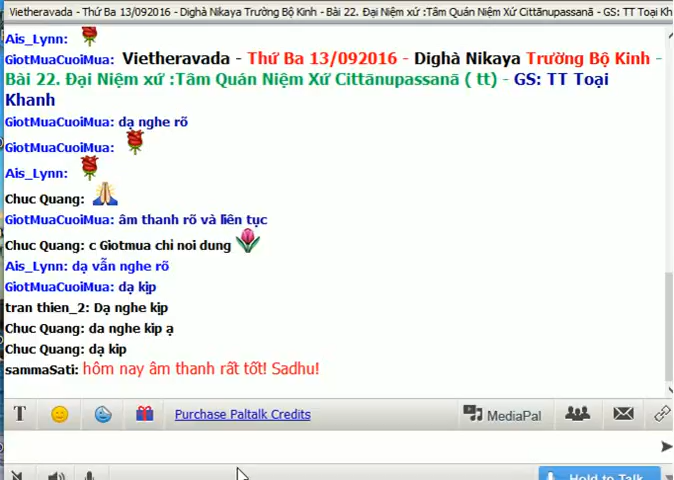 Vietheravada - Thứ Ba 13/092016 - Dighà Nikaya Trường Bộ Kinh - Bài 22. Đại Niệm xứ :Tâm Quán Niệm Xứ Cittānupassanā - GS: TT Toại Kh
Ais_Lynn:
GiotMuaCuoiMua: Vietheravada - Thứ Ba 13/092016 - Dighà Nikaya Trường Bộ Kinh -
Bài 22. Đại Niệm xứ :Tâm Quán Niệm Xứ Cittānupassanā ( tt) - GS: TT Toại
Khanh
GiotMuaCuoiMua: dạ nghe rõ
GiotMuaCuoiMua:
Ais_Lynn:
Chuc Quang:
GiotMuaCuoiMua: âm thanh rõ và liên tục
Chuc Quang: c Giotmua chi noi dung
Ais_Lynn: dạ vẫn nghe rõ
GiotMuaCuoiMua: dạ kịp
tran thien_2: Dạ nghe kịp
Chuc Quang: da nghe kip ạ
Chuc Quang: dạ kip
sammaSati: hôm nay âm thanh rất tốt! Sadhu!
T Purchase Paltalk Credits MediaPal
Hold to Talk